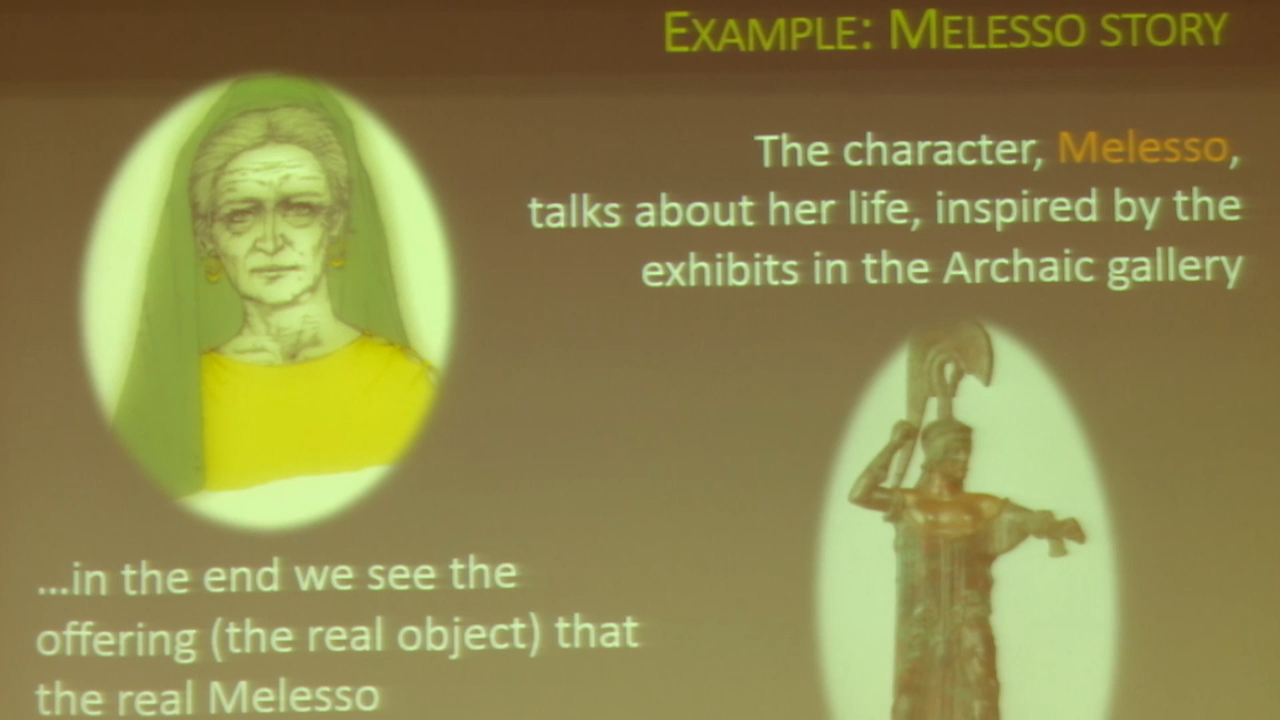 EXAMPLE: MELESSO STORY
The character, Melesso,
talks about her life, inspired by the
exhibits in the Archaic gallery
...in the end we see the
offering (the real object) that
the real Melesso